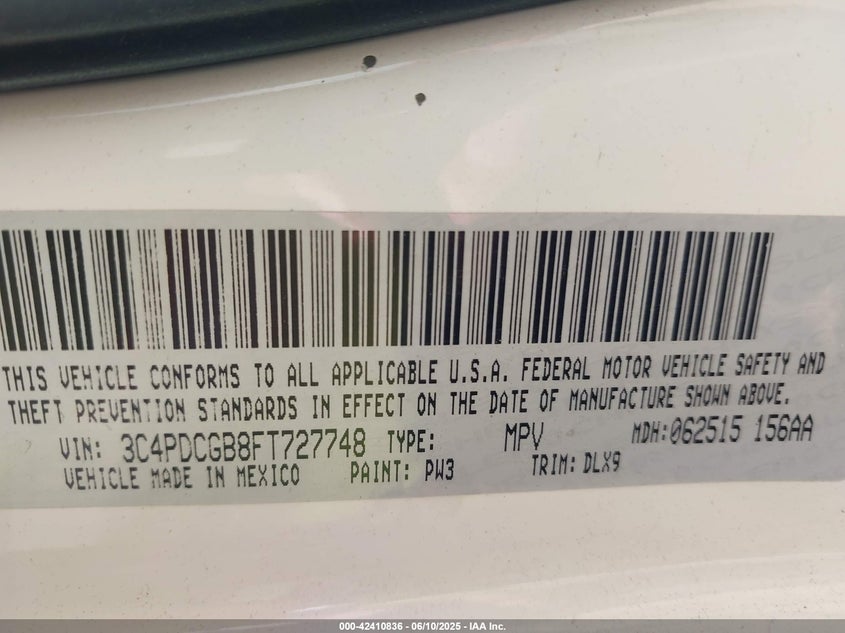 THIS VEHICLE CONFORMS TO ALL APPLICABLE U.S.A. FEDERAL MOTOR VEHICLE SAFETY AND
THEFT PREVENTION STANDARDS IN EFFECT ON THE DATE OF MANUFACTURE SHOWN ABOVE.
VIN: 3C4PDCGB8FT727748 TYPE: MPV MDH:062515 156AA
VEHICLE MADE IN MEXICO PAINT: PW3 TRIM: DLX9
000-42410836 - 06/10/2025 - IAA Inc.